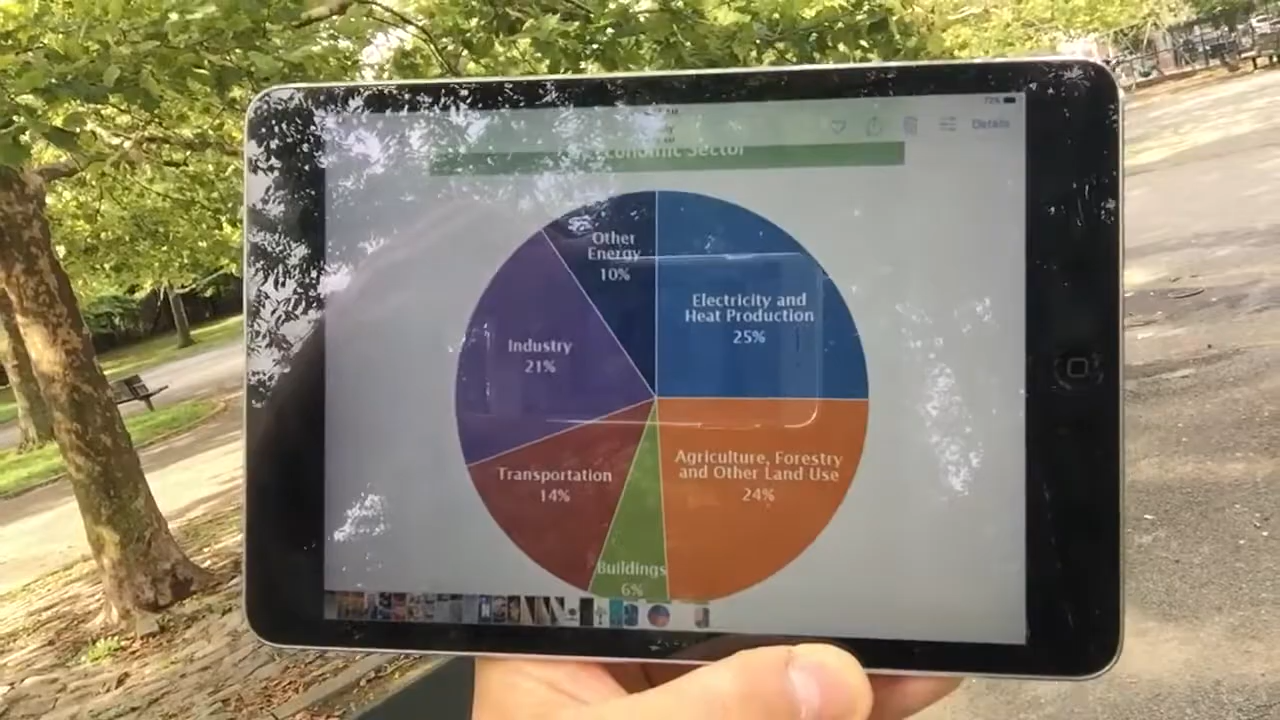 73%
Details
Economic Sector
Other
Energy
10%
Electricity and
Heat Production
25%
Industry
21%
Agriculture, Forestry
and Other Land Use
24%
Transportation
14%
Buildings
6%